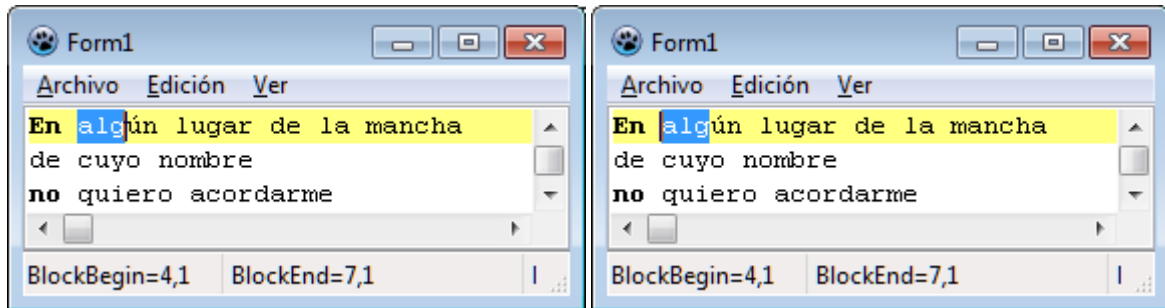 Form1
Archivo Edición Ver
En algún lugar de la mancha
de cuyo nombre
no quiero acordarme
BlockBegin=4,1 BlockEnd=7,1 I
Form1
Archivo Edición Ver
En algún lugar de la mancha
de cuyo nombre
no quiero acordarme
BlockBegin=4,1 BlockEnd=7,1 I